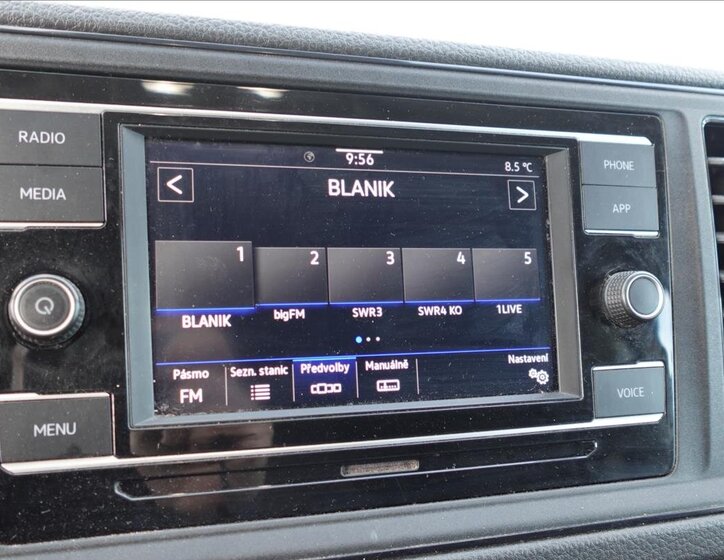 RADIO
MEDIA
MENU
9:56
8.5 °C
<
BLANIK
>
1
BLANIK
2
bigFM
3
SWR3
4
SWR4 KO
5
1LIVE
Pásmo
FM
Sezn. stanic
Předvolby
Manuálně
Nastavení
PHONE
APP
VOICE